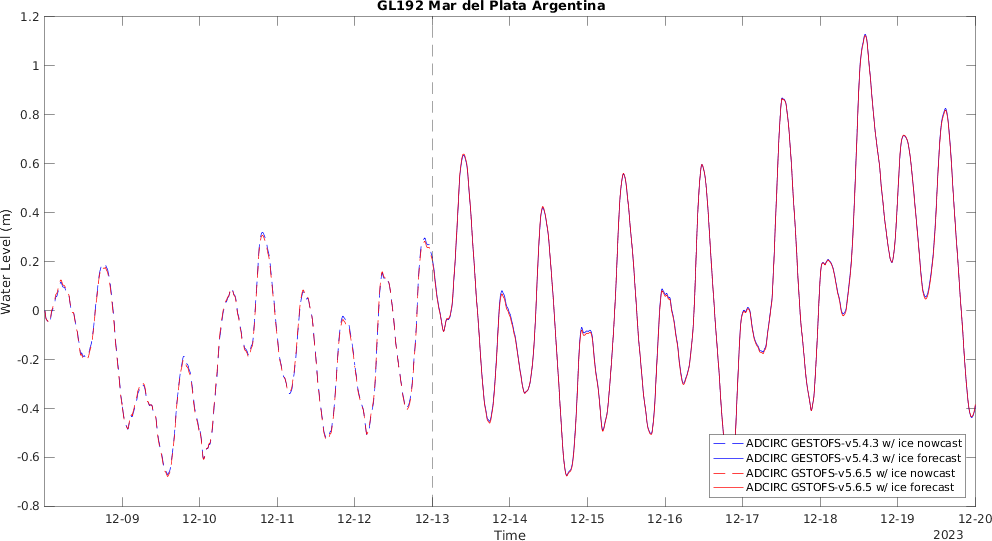 GL192 Mar del Plata Argentina
1.2
1
0.8
0.6
0.4
0.2
0
-0.2
-0.4
-0.6
-0.8
Water Level (m)
ADCIRC GESTOFS-v5.4.3 w/ ice nowcast
ADCIRC GESTOFS-v5.4.3 w/ ice forecast
ADCIRC GSTOFS-v5.6.5 w/ ice nowcast
ADCIRC GSTOFS-v5.6.5 w/ ice forecast
12-09 12-10 12-11 12-12 12-13 12-14 12-15 12-16 12-17 12-18 12-19 12-20
Time
2023